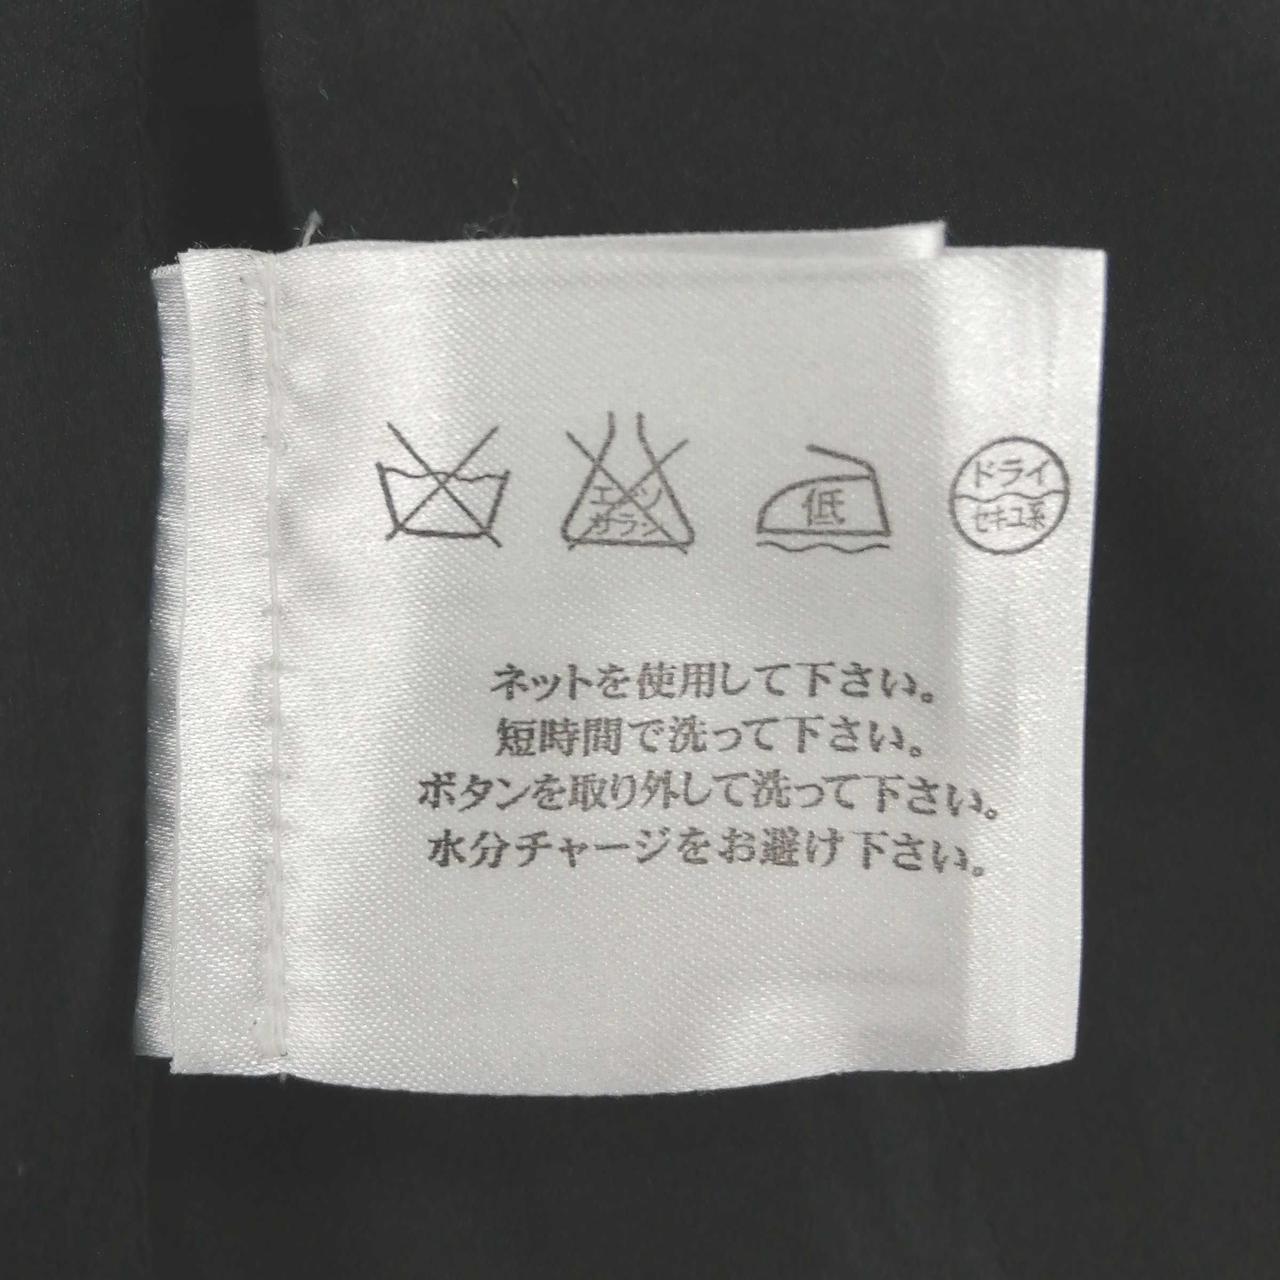 エンソ
サラシ
低
ドライ
セキユ系
ネットを使用して下さい。
短時間で洗って下さい。
ボタンを取り外して洗って下さい。
水分チャージをお避け下さい。